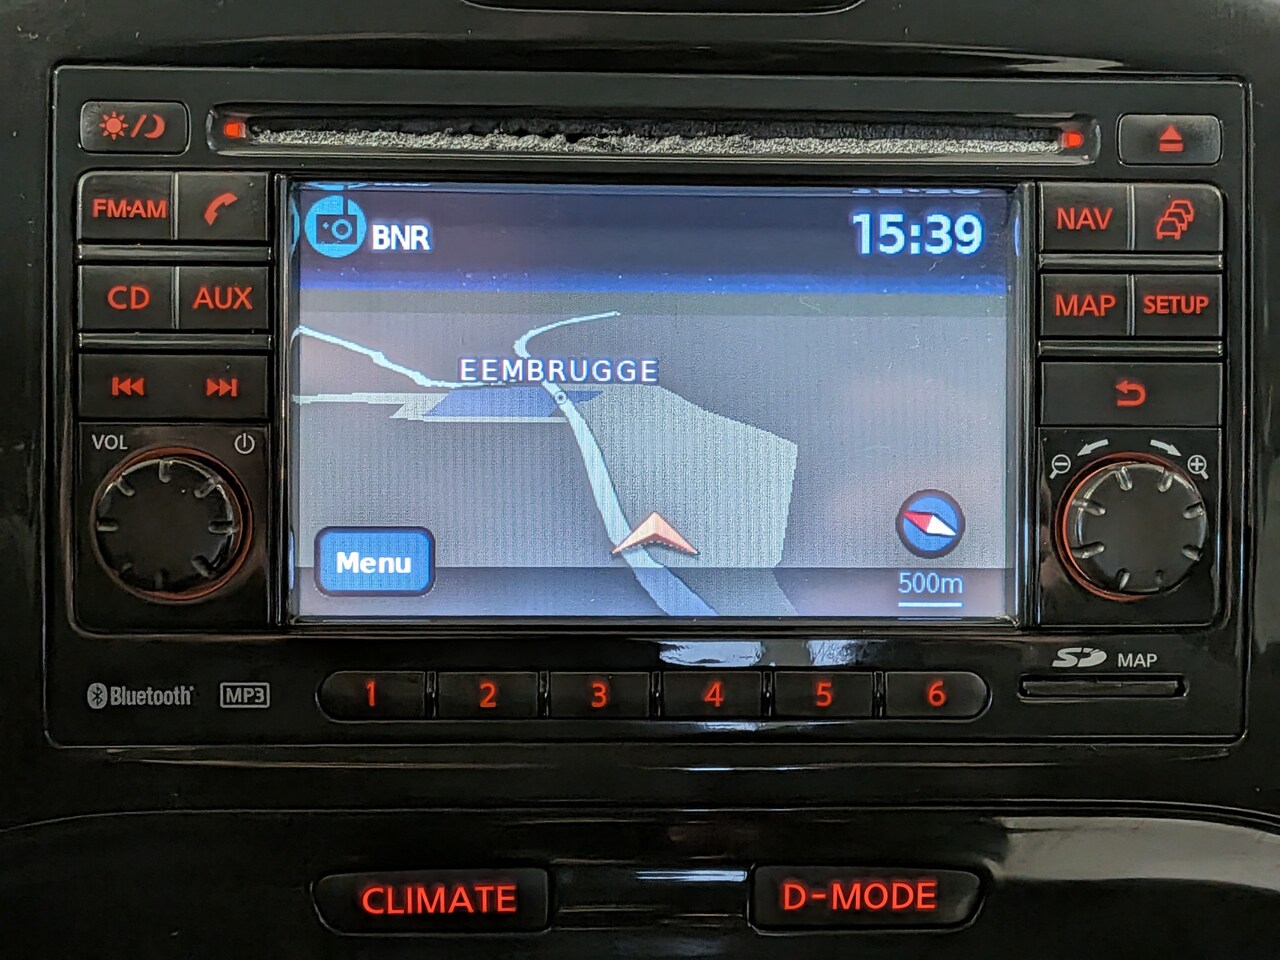 FM·AM
CD AUX
VOL
BNR 15:39
EEMBRUGGE
Menu
500m
NAV
MAP SETUP
SD MAP
Bluetooth MP3
1 2 3 4 5 6
CLIMATE D-MODE